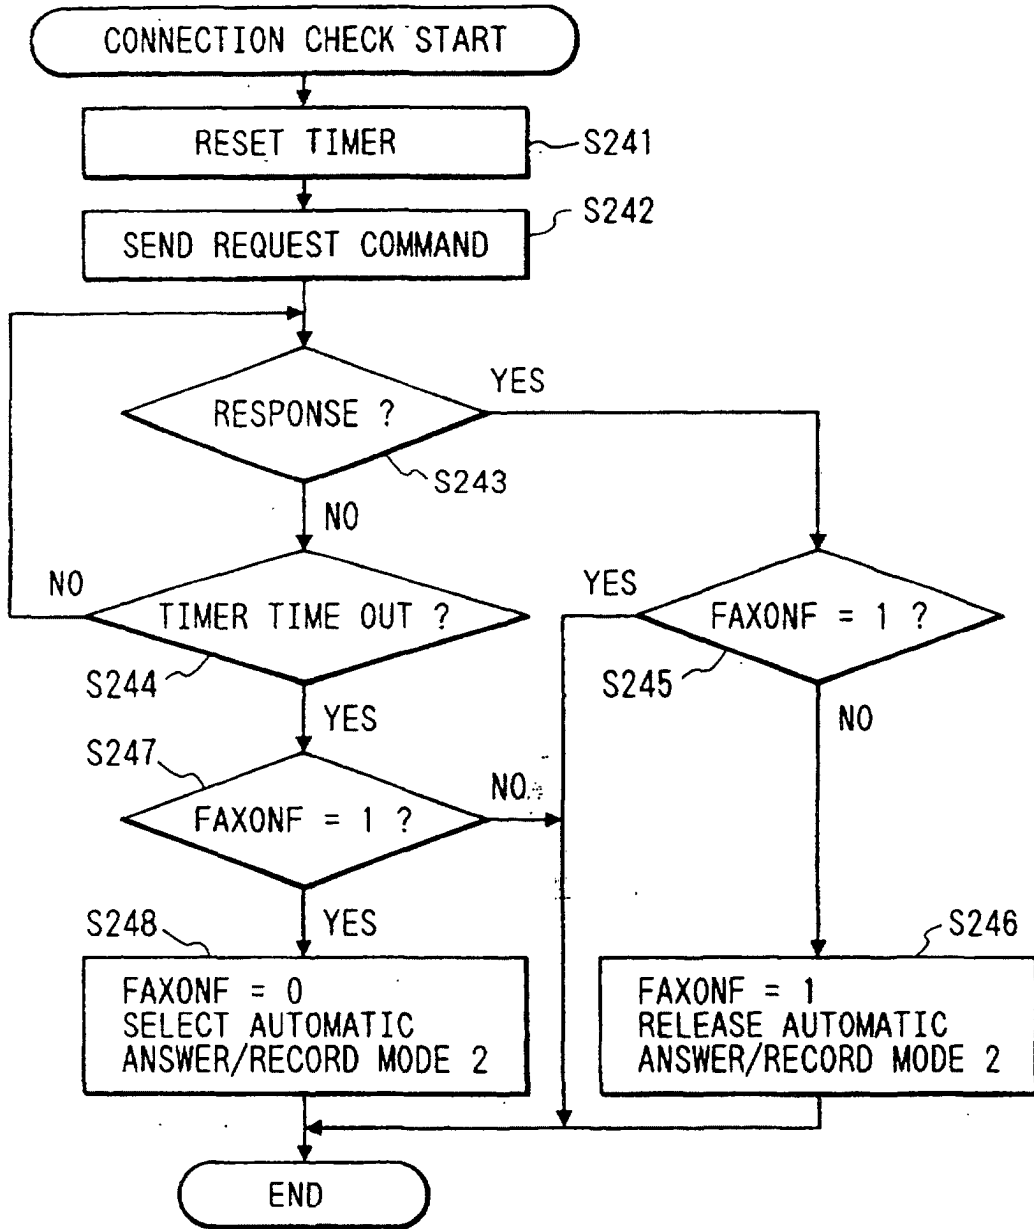 CONNECTION CHECK START
RESET TIMER
S241
SEND REQUEST COMMAND
S242
RESPONSE ?
YES
S243
NO
TIMER TIME OUT ?
NO
S244
YES
FAXONF = 1 ?
YES
S245
NO
S247
FAXONF = 1 ?
NO
YES
S248
FAXONF = 0
SELECT AUTOMATIC
ANSWER/RECORD MODE 2
S246
FAXONF = 1
RELEASE AUTOMATIC
ANSWER/RECORD MODE 2
END